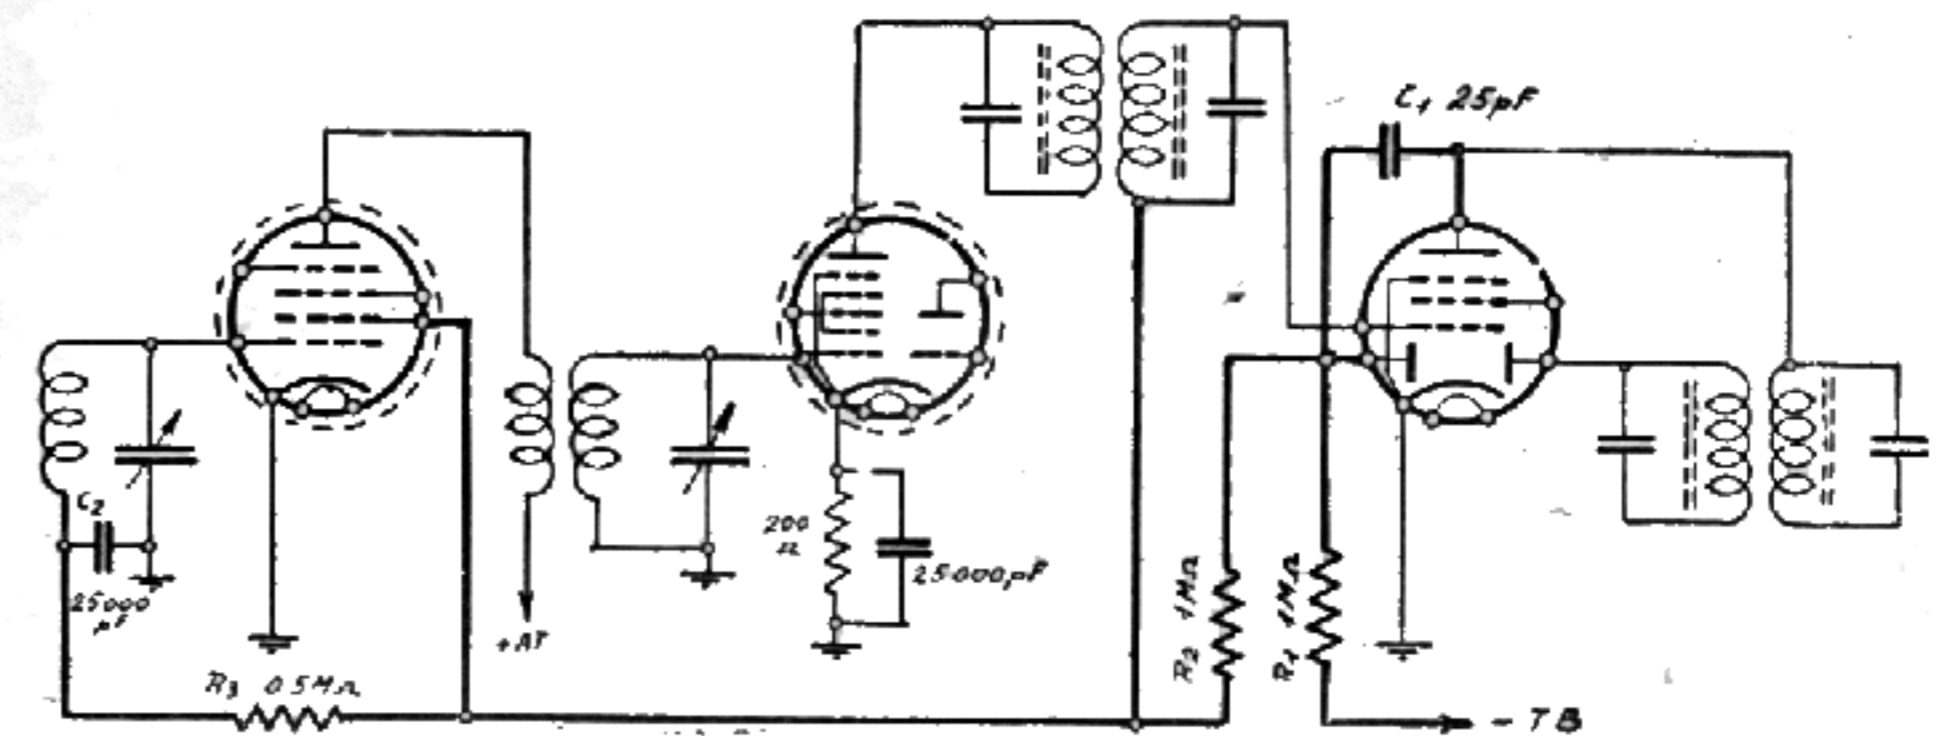 C1 25pF
C2
25000
pF
200
Ω
25000pF
+AT
R3 0.5MΩ
R2 1MΩ
R1 1MΩ
- TB